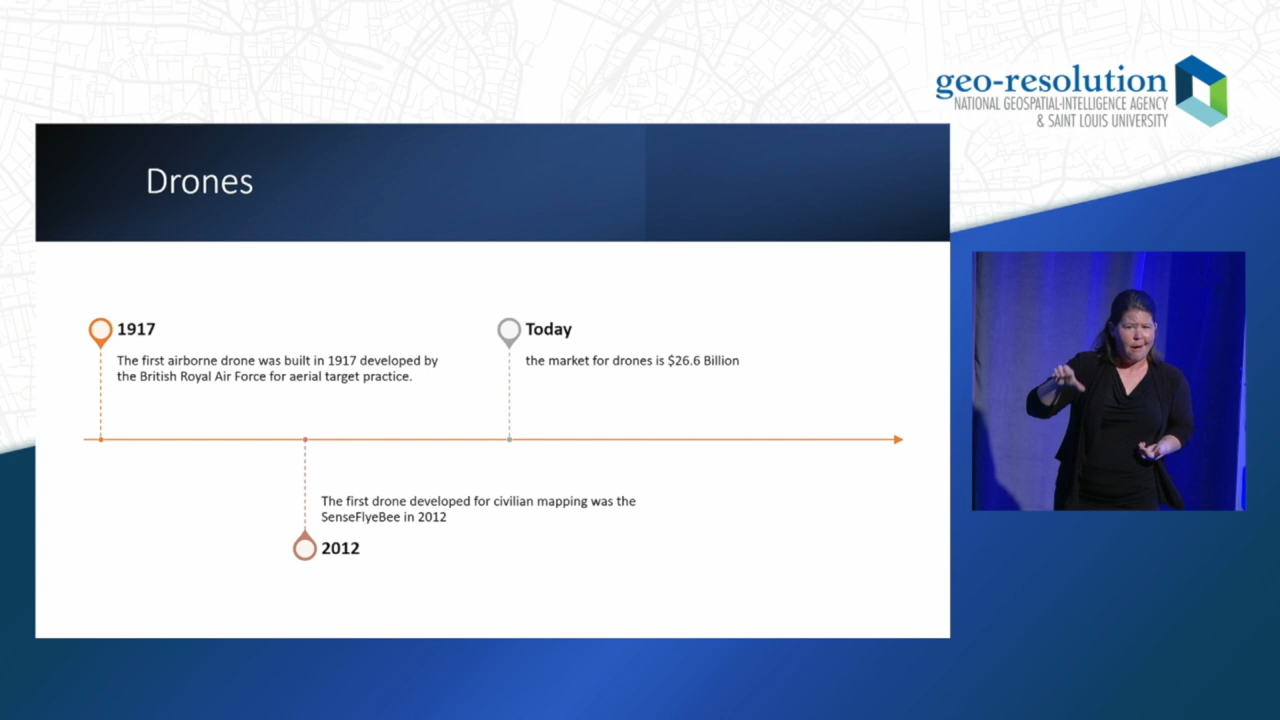 geo-resolution
NATIONAL GEOSPATIAL-INTELLIGENCE AGENCY
& SAINT LOUIS UNIVERSITY
Drones
1917
The first airborne drone was built in 1917 developed by
the British Royal Air Force for aerial target practice.
Today
the market for drones is $26.6 Billion
The first drone developed for civilian mapping was the
SenseFlyeBee in 2012
2012